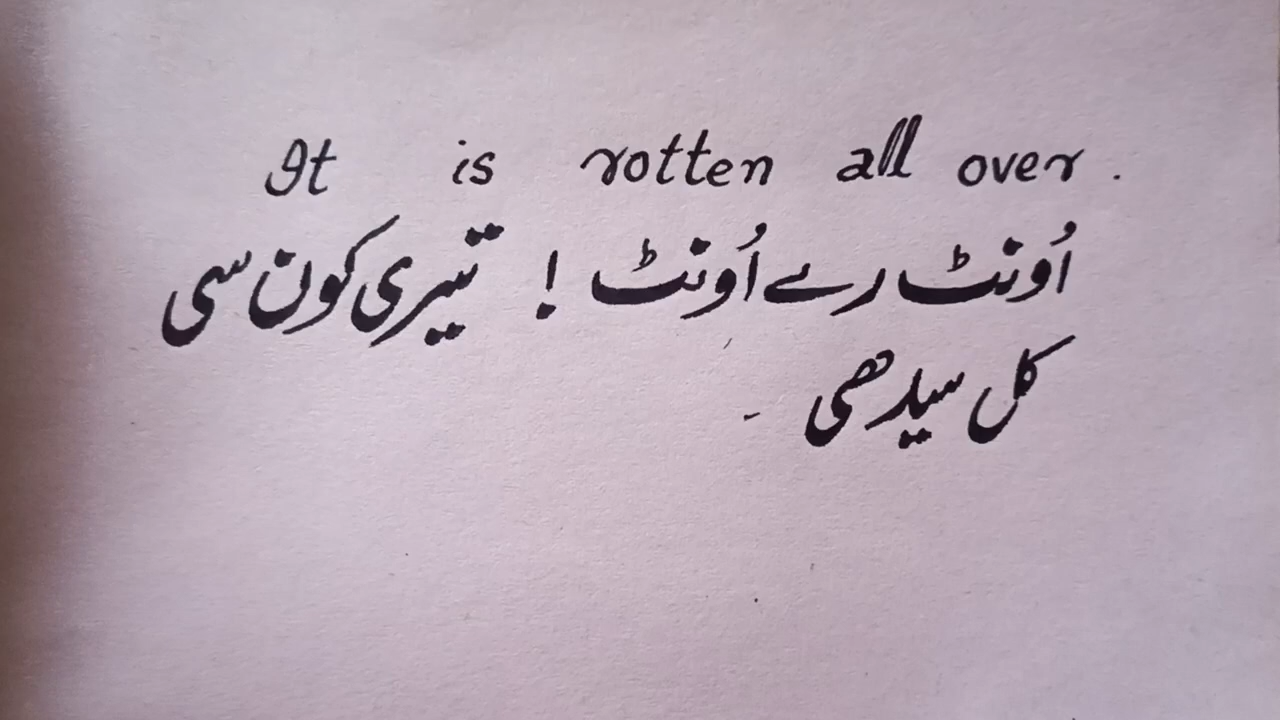 It is rotten all over.
اُونٹ رے اُونٹ ! تیری کون سی
کل سیدھی ۔